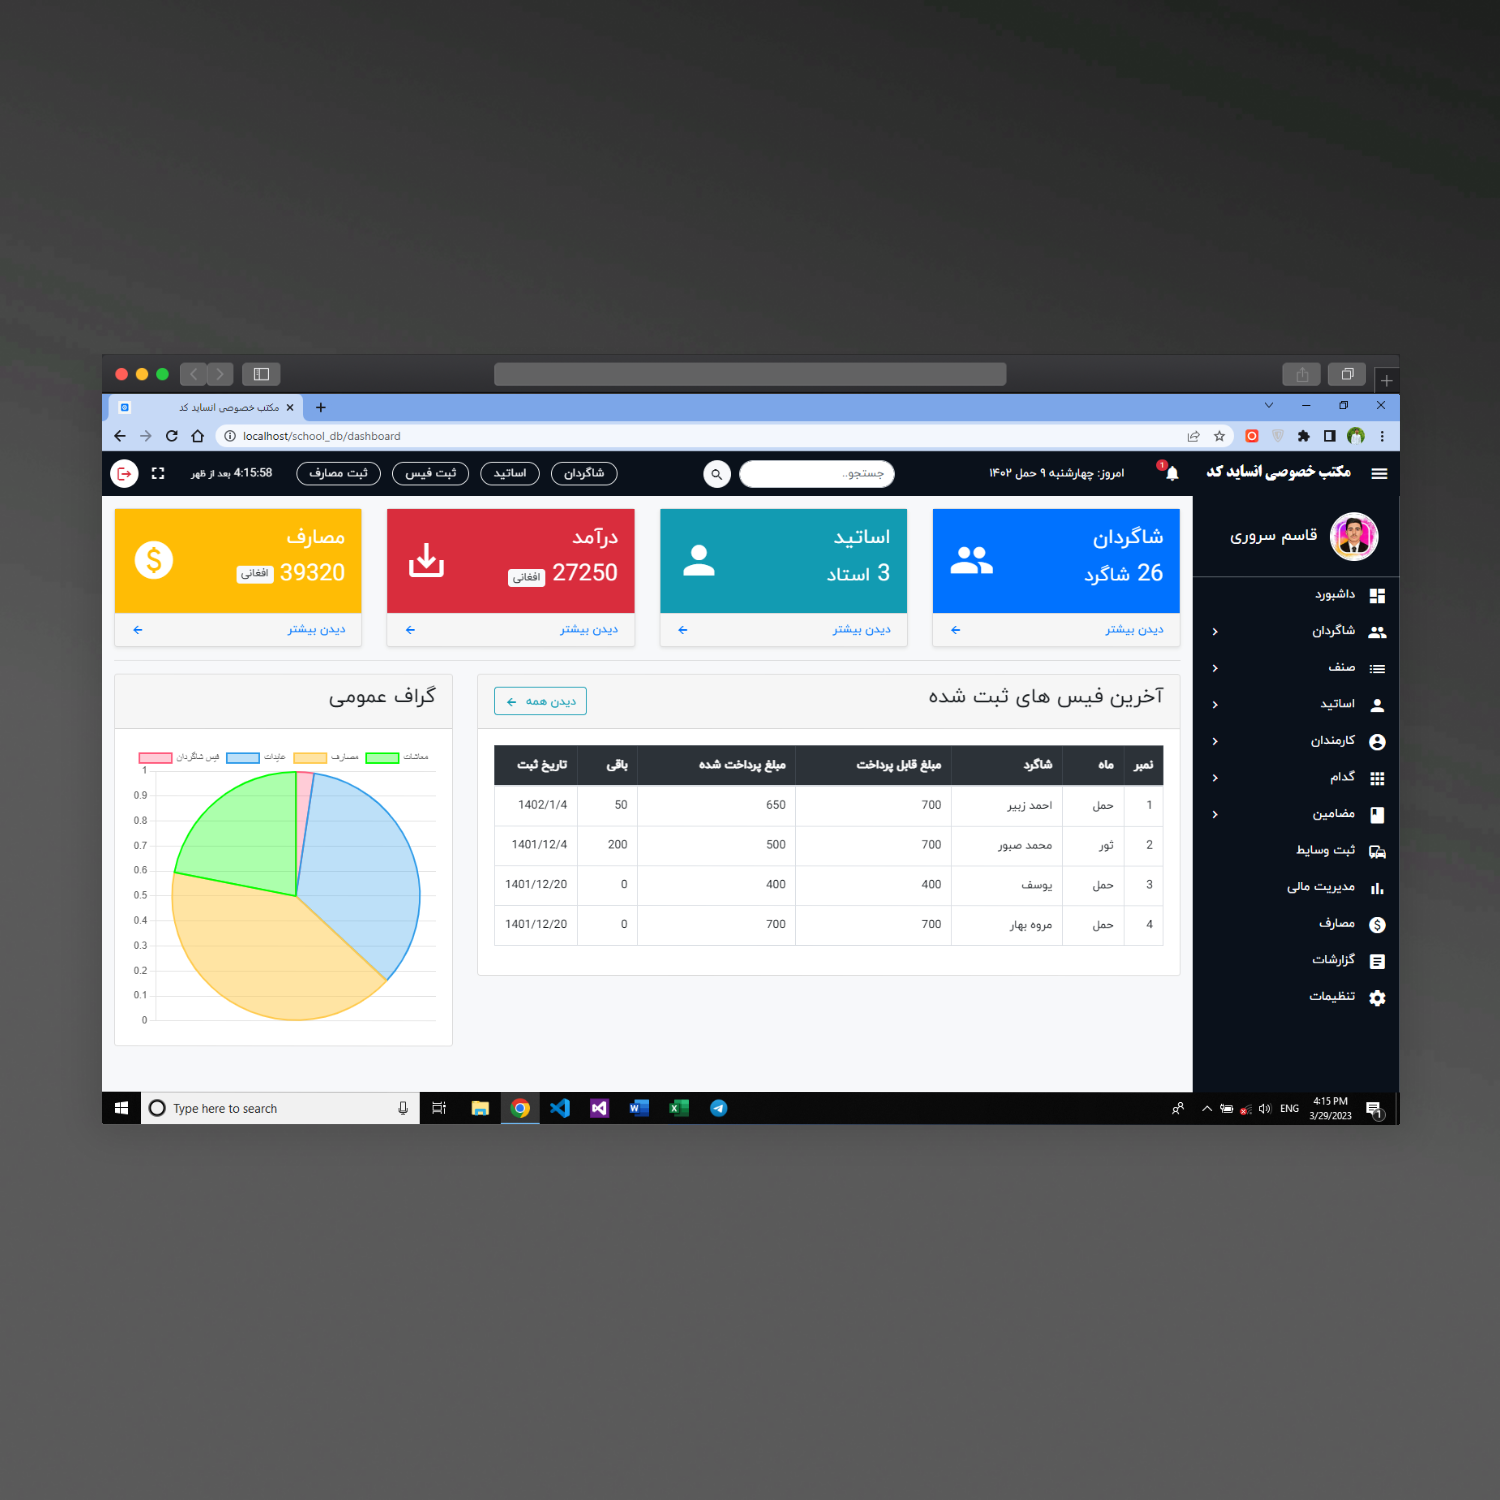 مکتب خصوصی انساید کد
localhost/school_db/dashboard
مکتب خصوصی انساید کد
1
امروز: چهارشنبه ۹ حمل ۱۴۰۲
جستجو..
شاگردان
اساتید
ثبت فیس
ثبت مصارف
4:15:58 بعد از ظهر
قاسم سروری
داشبورد
شاگردان
صنف
اساتید
کارمندان
گدام
مضامین
ثبت وسایط
مدیریت مالی
مصارف
گزارشات
تنظیمات
شاگردان
26 شاگرد
دیدن بیشتر
اساتید
3 استاد
دیدن بیشتر
درآمد
27250 افغانی
دیدن بیشتر
مصارف
39320 افغانی
دیدن بیشتر
آخرین فیس های ثبت شده
دیدن همه
نمبر ماه شاگرد مبلغ قابل پرداخت مبلغ پرداخت شده باقی تاریخ ثبت
1 حمل احمد زبیر 700 650 50 1402/1/4
2 ثور محمد صبور 700 500 200 1401/12/4
3 حمل یوسف 400 400 0 1401/12/20
4 حمل مروه بهار 700 700 0 1401/12/20
گراف عمومی
فیس شاگردان عایدات مصارف معاشات
1
0.9
0.8
0.7
0.6
0.5
0.4
0.3
0.2
0.1
0
Type here to search
ENG
4:15 PM
3/29/2023
1